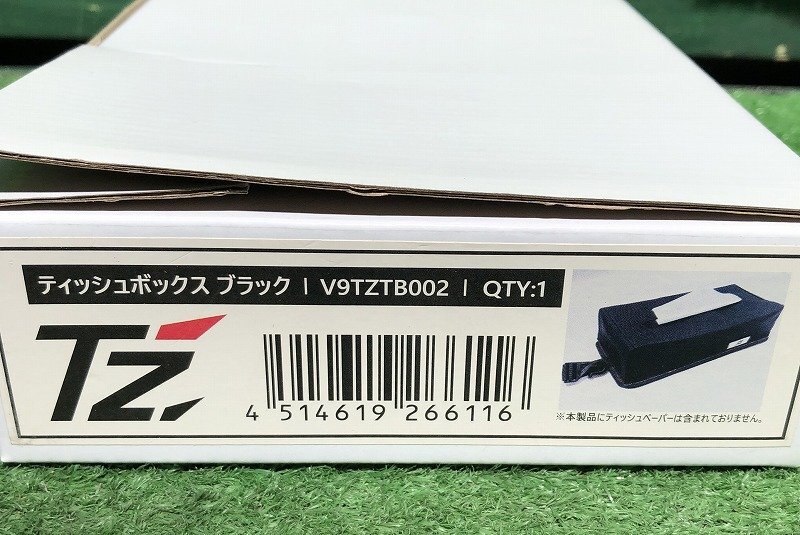 ティッシュボックス ブラック | V9TZTB002 | QTY:1
Tz
4 514619 266116
※本製品にティッシュペーパーは含まれておりません。